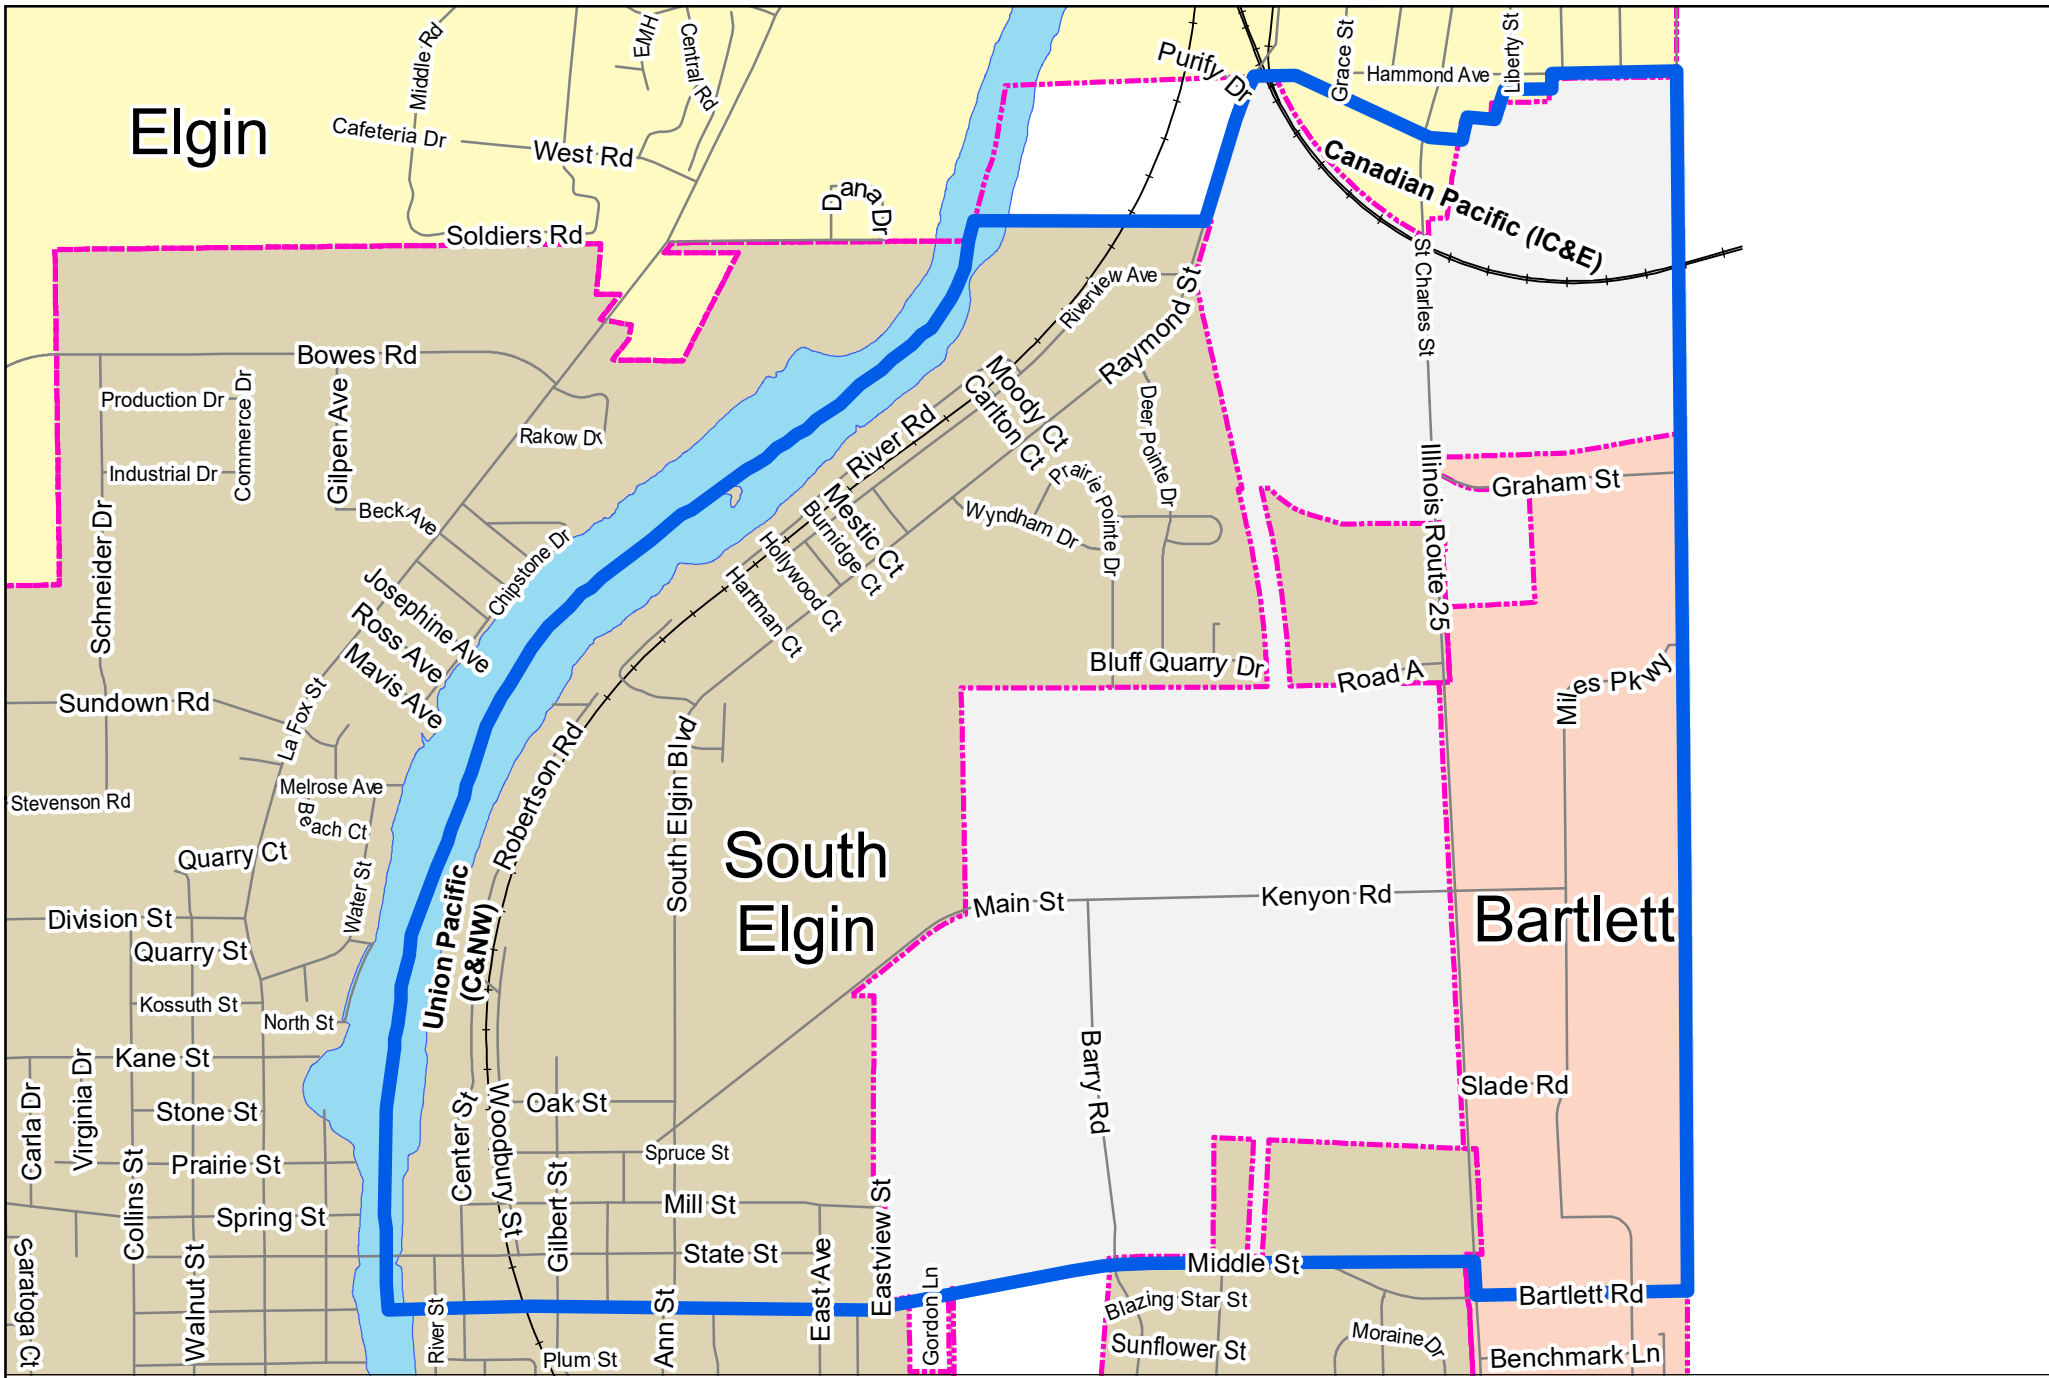 Middle Rd
EMH
Central Rd
Purify Dr
Grace St
Hammond Ave
Liberty St
Elgin
Cafeteria Dr
West Rd
Canadian Pacific (IC&E)
Dana Dr
Soldiers Rd
St Charles St
Riverview Ave
Raymond St
Bowes Rd
Production Dr
Commerce Dr
Gilpen Ave
Rakow Dr
Industrial Dr
Beck Ave
Schneider Dr
Chipstone Dr
Moody Ct
Carlton Ct
River Rd
Deer Pointe Dr
Prairie Pointe Dr
Wyndham Dr
Mestic Ct
Burnidge Ct
Hollywood Ct
Hartman Ct
Illinois Route 25
Graham St
Josephine Ave
Ross Ave
Mavis Ave
Bluff Quarry Dr
Road A
Miles Pkwy
Sundown Rd
La Fox St
Melrose Ave
Beach Ct
Stevenson Rd
Robertson Rd
South Elgin Blvd
Quarry Ct
Water St
South
Elgin
Union Pacific
(C&NW)
Main St
Kenyon Rd
Bartlett
Division St
Quarry St
Kossuth St
North St
Kane St
Barry Rd
Slade Rd
Carla Dr
Virginia Dr
Stone St
Center St
Woodbury St
Oak St
Prairie St
Collins St
Spruce St
Spring St
Gilbert St
Mill St
Eastview St
Saratoga Ct
Walnut St
State St
East Ave
Middle St
Gordon Ln
Bartlett Rd
River St
Ann St
Blazing Star St
Sunflower St
Moraine Dr
Plum St
Benchmark Ln